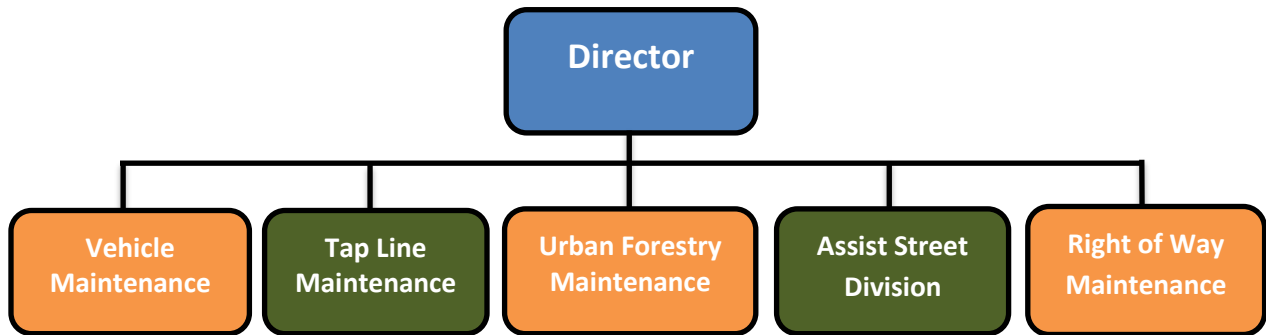 Director
Vehicle
Maintenance
Tap Line
Maintenance
Urban Forestry
Maintenance
Assist Street
Division
Right of Way
Maintenance